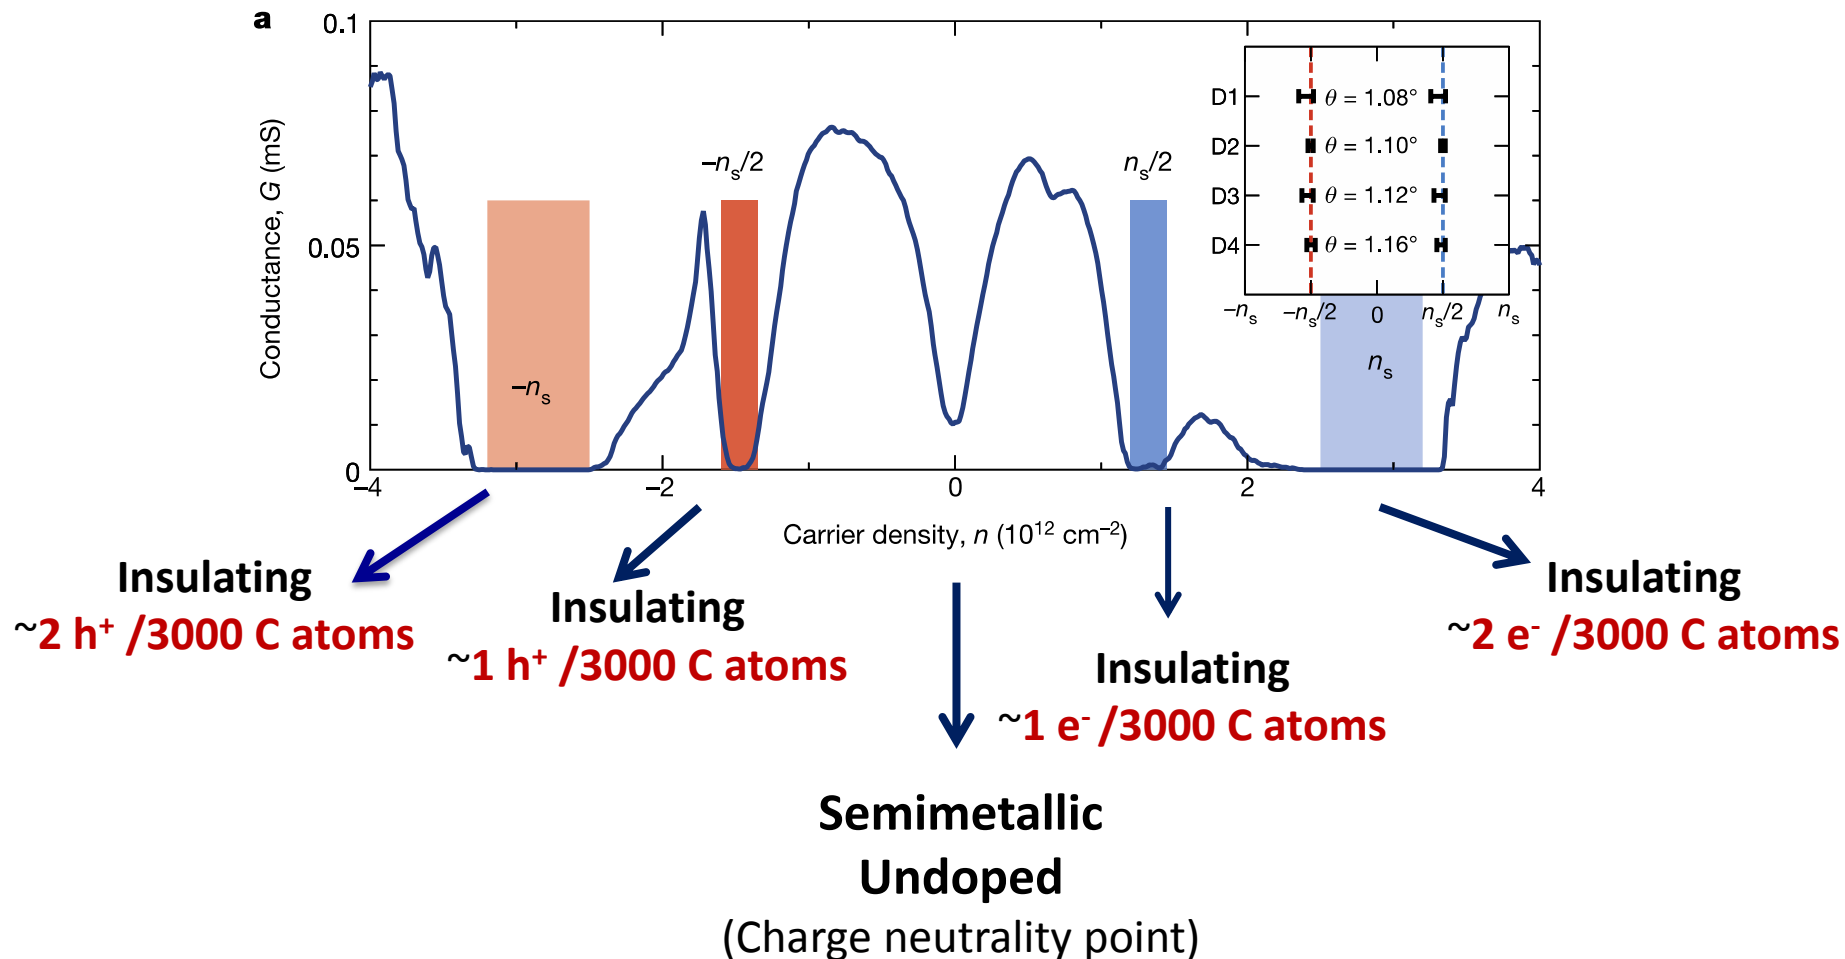 a
0.1
0.05
0
Conductance, G (mS)
–nₛ
–nₛ/2
nₛ/2
nₛ
D1 θ = 1.08°
D2 θ = 1.10°
D3 θ = 1.12°
D4 θ = 1.16°
–nₛ –nₛ/2 0 nₛ/2 nₛ
–4 –2 0 2 4
Carrier density, n (10¹² cm⁻²)
Insulating
~2 h⁺ /3000 C atoms
Insulating
~1 h⁺ /3000 C atoms
Insulating
~1 e⁻ /3000 C atoms
Insulating
~2 e⁻ /3000 C atoms
Semimetallic
Undoped
(Charge neutrality point)